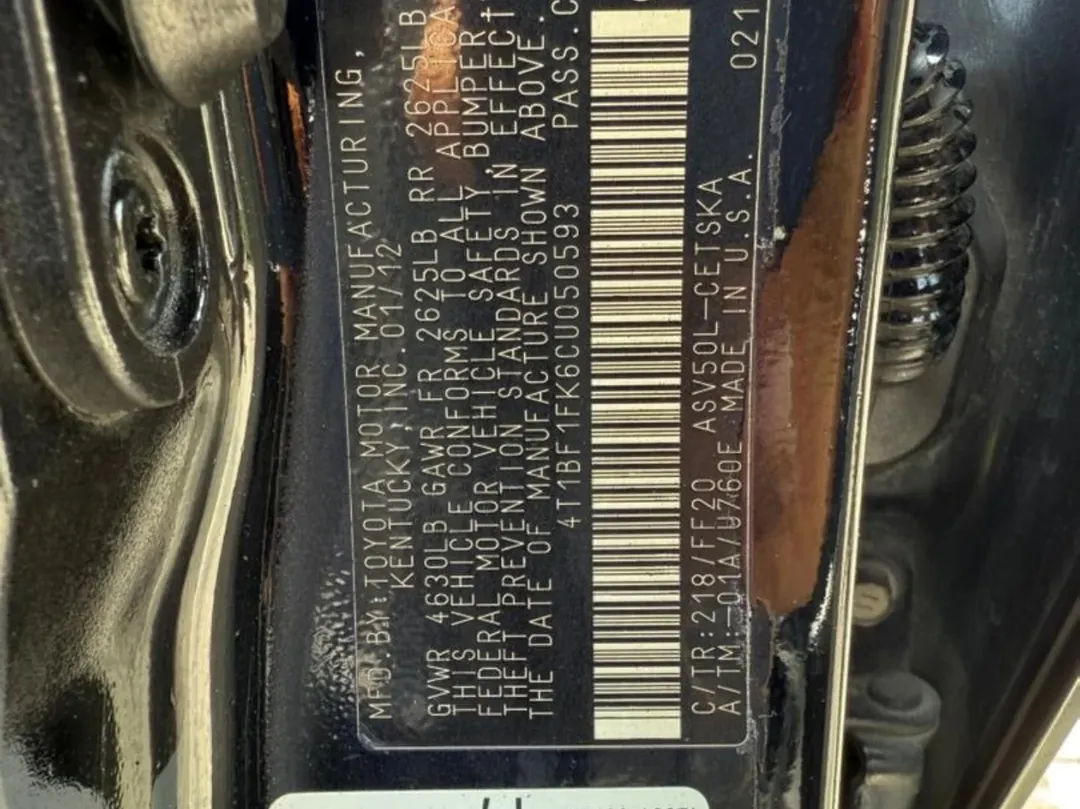 MFD.BY:TOYOTA MOTOR MANUFACTURING,
KENTUCKY,INC.01/12
GVWR 4630LB GAWR FR 2625LB RR 2625LB
THIS VEHICLE CONFORMS TO ALL APPLICA
FEDERAL MOTOR VEHICLE SAFETY, BUMPER,
THEFT PREVENTION STANDARDS IN EFFECT
THE DATE OF MANUFACTURE SHOWN ABOVE.
4T1BF1FK6CU050593 PASS.C
C/TR:218/FF20 ASV50L-CETSKA 021
A/TM:-01A/U760E MADE IN U.S.A.